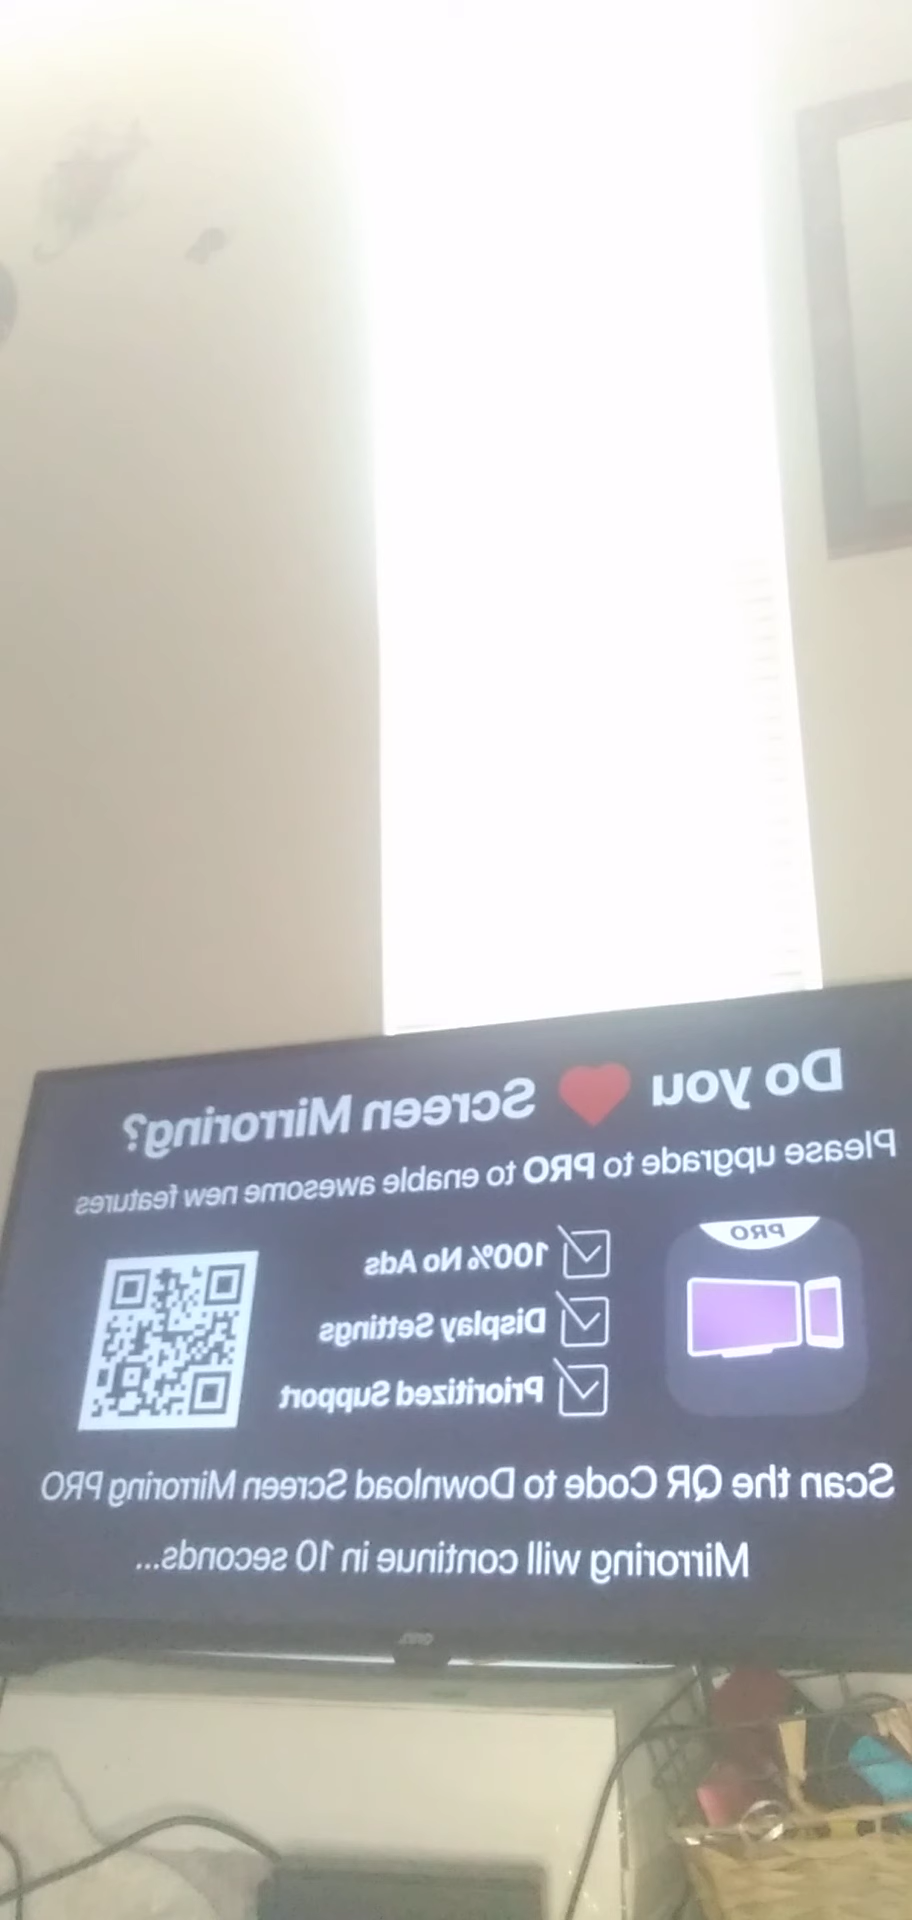 Do you ❤ Screen Mirroring?
Please upgrade to PRO to enable awesome new features
PRO
100% No Ads
Display Settings
Prioritized Support
Scan the QR Code to Download Screen Mirroring PRO
Mirroring will continue in 10 seconds...